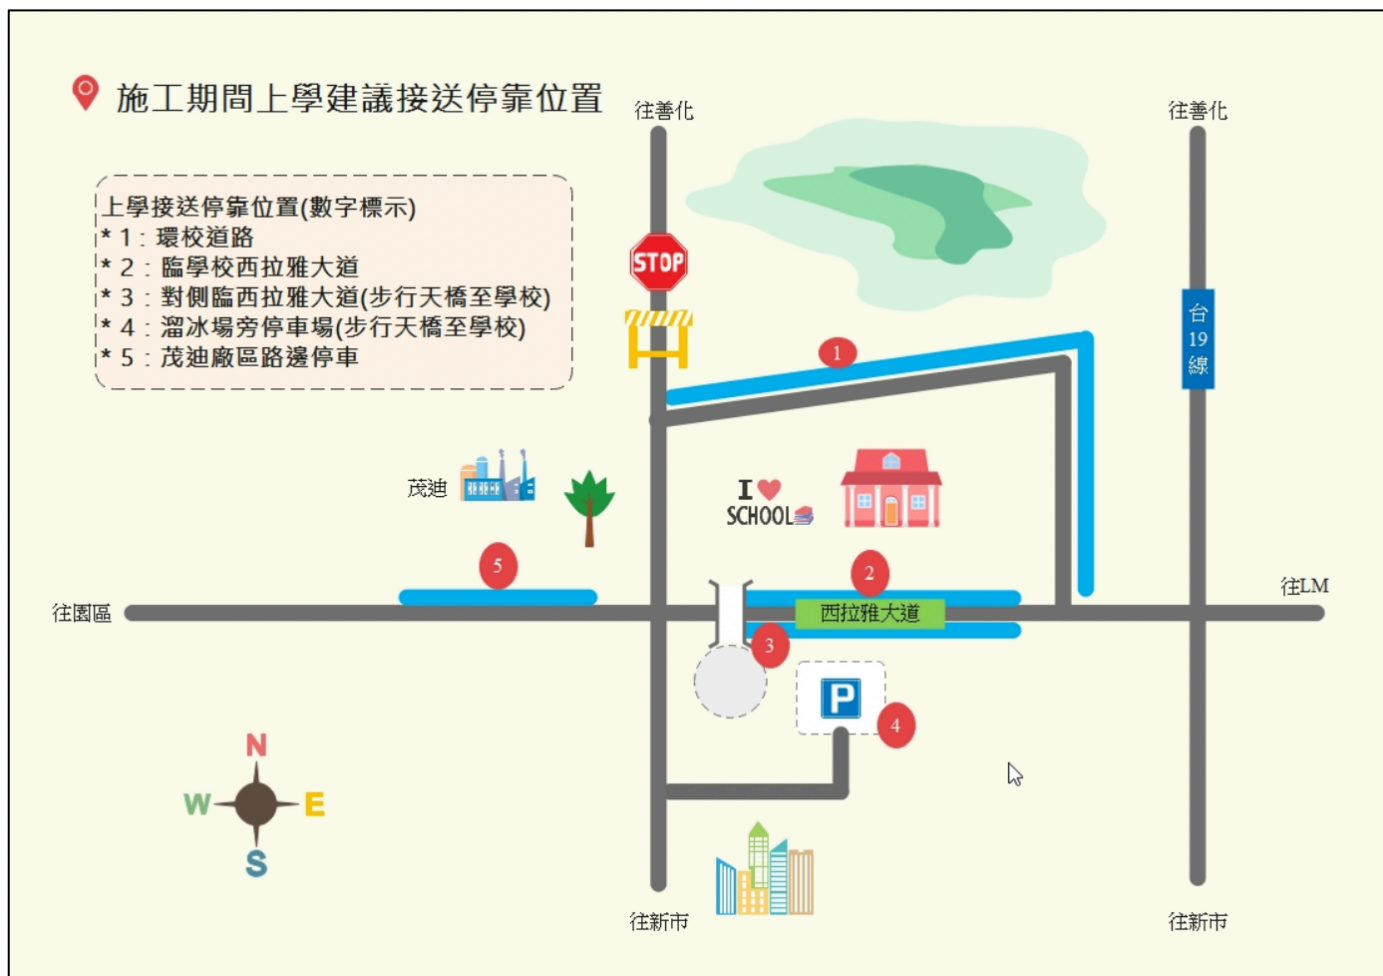 施工期間上學建議接送停靠位置
往善化
往善化
上學接送停靠位置(數字標示)
* 1：環校道路
* 2：臨學校西拉雅大道
* 3：對側臨西拉雅大道(步行天橋至學校)
* 4：溜冰場旁停車場(步行天橋至學校)
* 5：茂迪廠區路邊停車
STOP
台
19
線
1
茂迪
I
SCHOOL
5
2
往園區
西拉雅大道
往LM
3
P
4
N
W
E
S
往新市
往新市